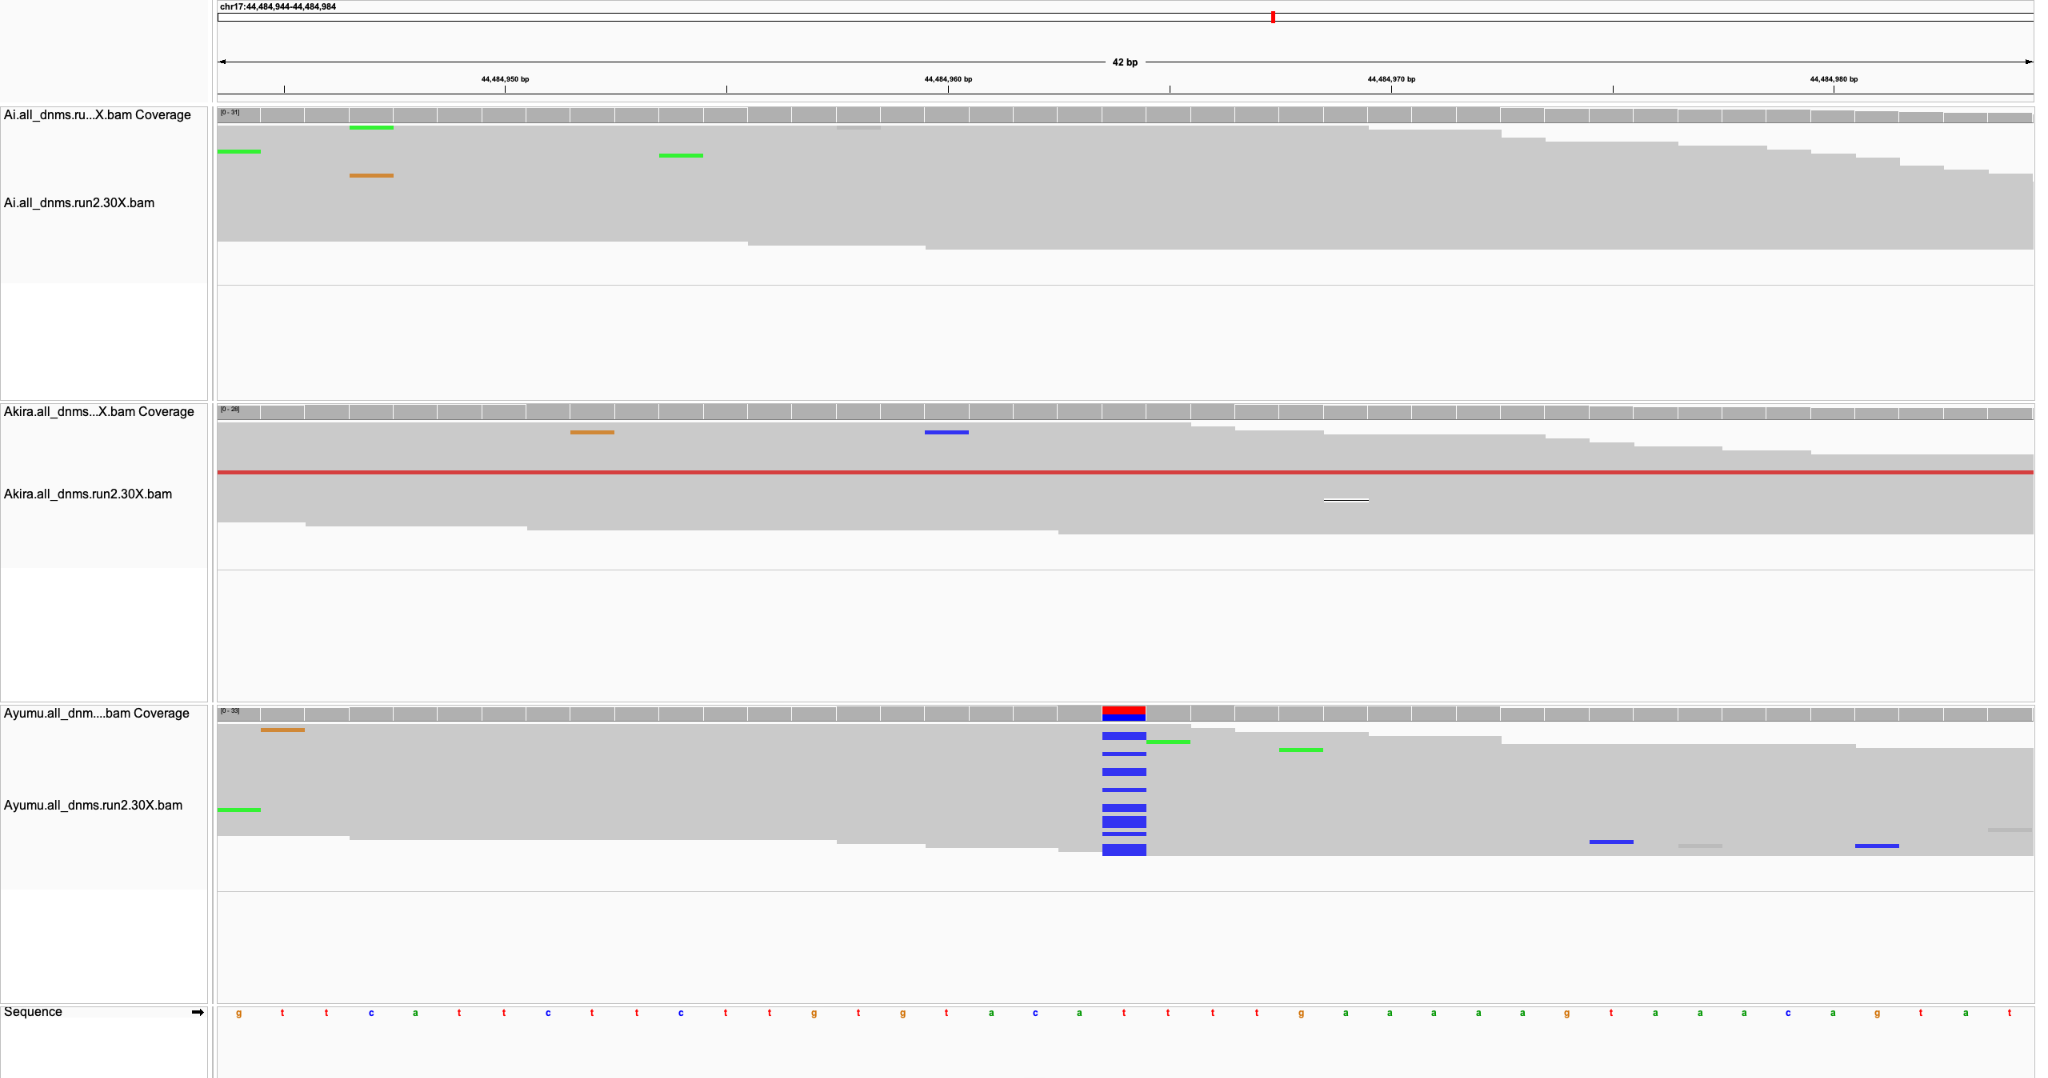 chr17:44,484,944-44,484,984
42 bp
44,484,950 bp 44,484,960 bp 44,484,970 bp 44,484,980 bp
Ai.all_dnms.ru...X.bam Coverage
[0 - 31]
Ai.all_dnms.run2.30X.bam
Akira.all_dnms...X.bam Coverage
[0 - 28]
Akira.all_dnms.run2.30X.bam
Ayumu.all_dnm....bam Coverage
[0 - 33]
Ayumu.all_dnms.run2.30X.bam
Sequence g t t c a t t c t t c t t g t g t a c a t t t t g a a a a a g t a a a c a g t a t